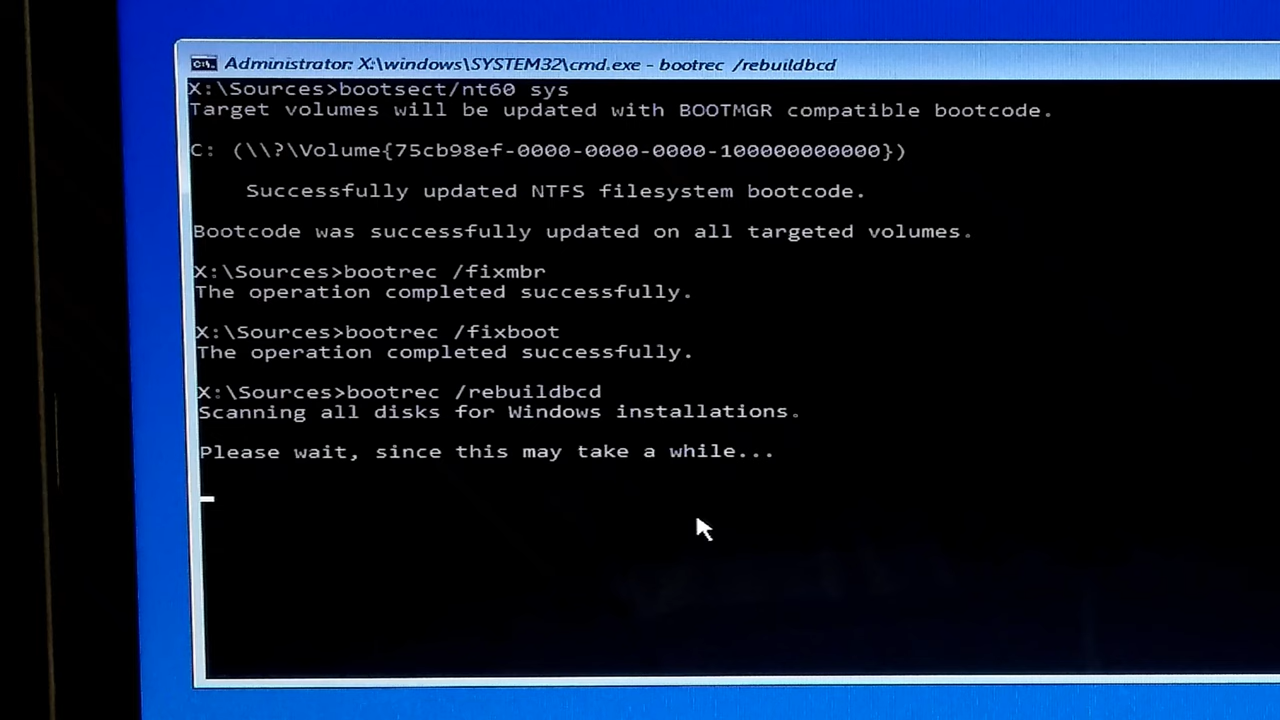 Administrator: X:\windows\SYSTEM32\cmd.exe - bootrec /rebuildbcd
X:\Sources>bootsect/nt60 sys
Target volumes will be updated with BOOTMGR compatible bootcode.
C: (\\?\Volume{75cb98ef-0000-0000-0000-100000000000})
Successfully updated NTFS filesystem bootcode.
Bootcode was successfully updated on all targeted volumes.
X:\Sources>bootrec /fixmbr
The operation completed successfully.
X:\Sources>bootrec /fixboot
The operation completed successfully.
X:\Sources>bootrec /rebuildbcd
Scanning all disks for Windows installations.
Please wait, since this may take a while...